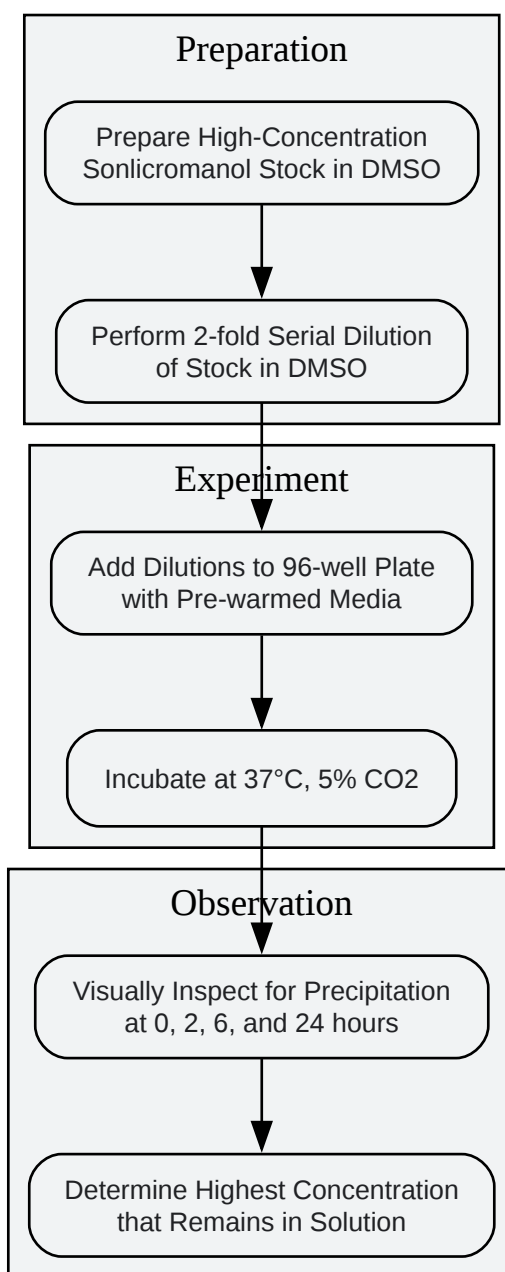 Preparation
Prepare High-Concentration
Sonlicromanol Stock in DMSO
Perform 2-fold Serial Dilution
of Stock in DMSO
Experiment
Add Dilutions to 96-well Plate
with Pre-warmed Media
Incubate at 37°C, 5% CO2
Observation
Visually Inspect for Precipitation
at 0, 2, 6, and 24 hours
Determine Highest Concentration
that Remains in Solution